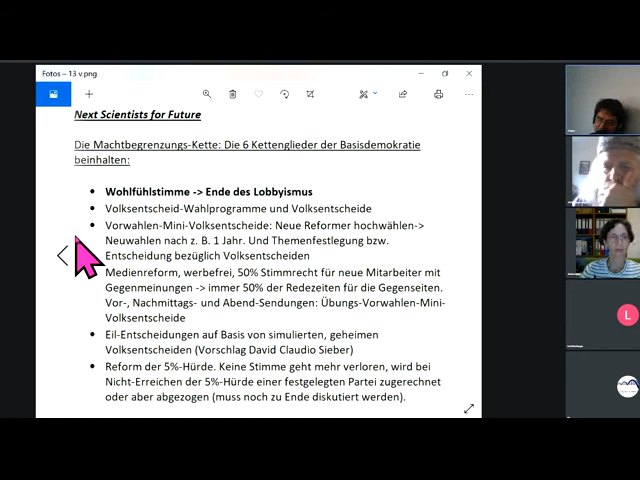 Fotos – 13 v.png
Next Scientists for Future
Die Machtbegrenzungs-Kette: Die 6 Kettenglieder der Basisdemokratie
beinhalten:
Wohlfühlstimme -> Ende des Lobbyismus
Volksentscheid-Wahlprogramme und Volksentscheide
Vorwahlen-Mini-Volksentscheide: Neue Reformer hochwählen->
Neuwahlen nach z. B. 1 Jahr. Und Themenfestlegung bzw.
Entscheidung bezüglich Volksentscheiden
Medienreform, werbefrei, 50% Stimmrecht für neue Mitarbeiter mit
Gegenmeinungen -> immer 50% der Redezeiten für die Gegenseiten.
Vor-, Nachmittags- und Abend-Sendungen: Übungs-Vorwahlen-Mini-
Volksentscheide
Eil-Entscheidungen auf Basis von simulierten, geheimen
Volksentscheiden (Vorschlag David Claudio Sieber)
Reform der 5%-Hürde. Keine Stimme geht mehr verloren, wird bei
Nicht-Erreichen der 5%-Hürde einer festgelegten Partei zugerechnet
oder aber abgezogen (muss noch zu Ende diskutiert werden).
L